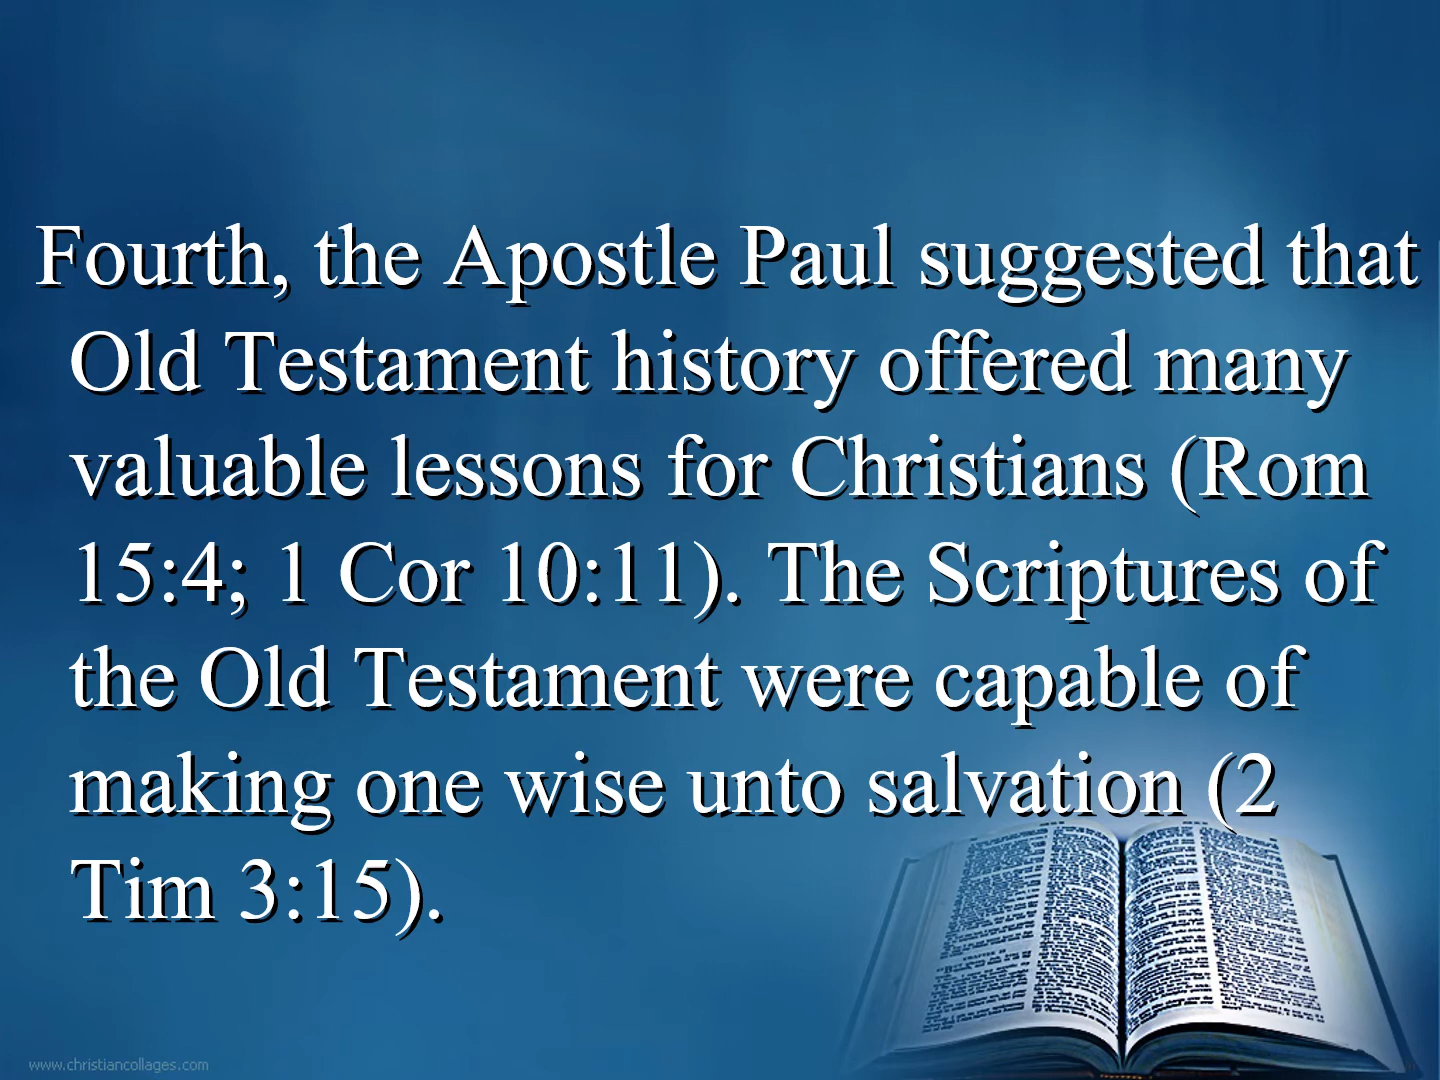 Fourth, the Apostle Paul suggested that
Old Testament history offered many
valuable lessons for Christians (Rom
15:4; 1 Cor 10:11). The Scriptures of
the Old Testament were capable of
making one wise unto salvation (2
Tim 3:15).
www.christiancollages.com